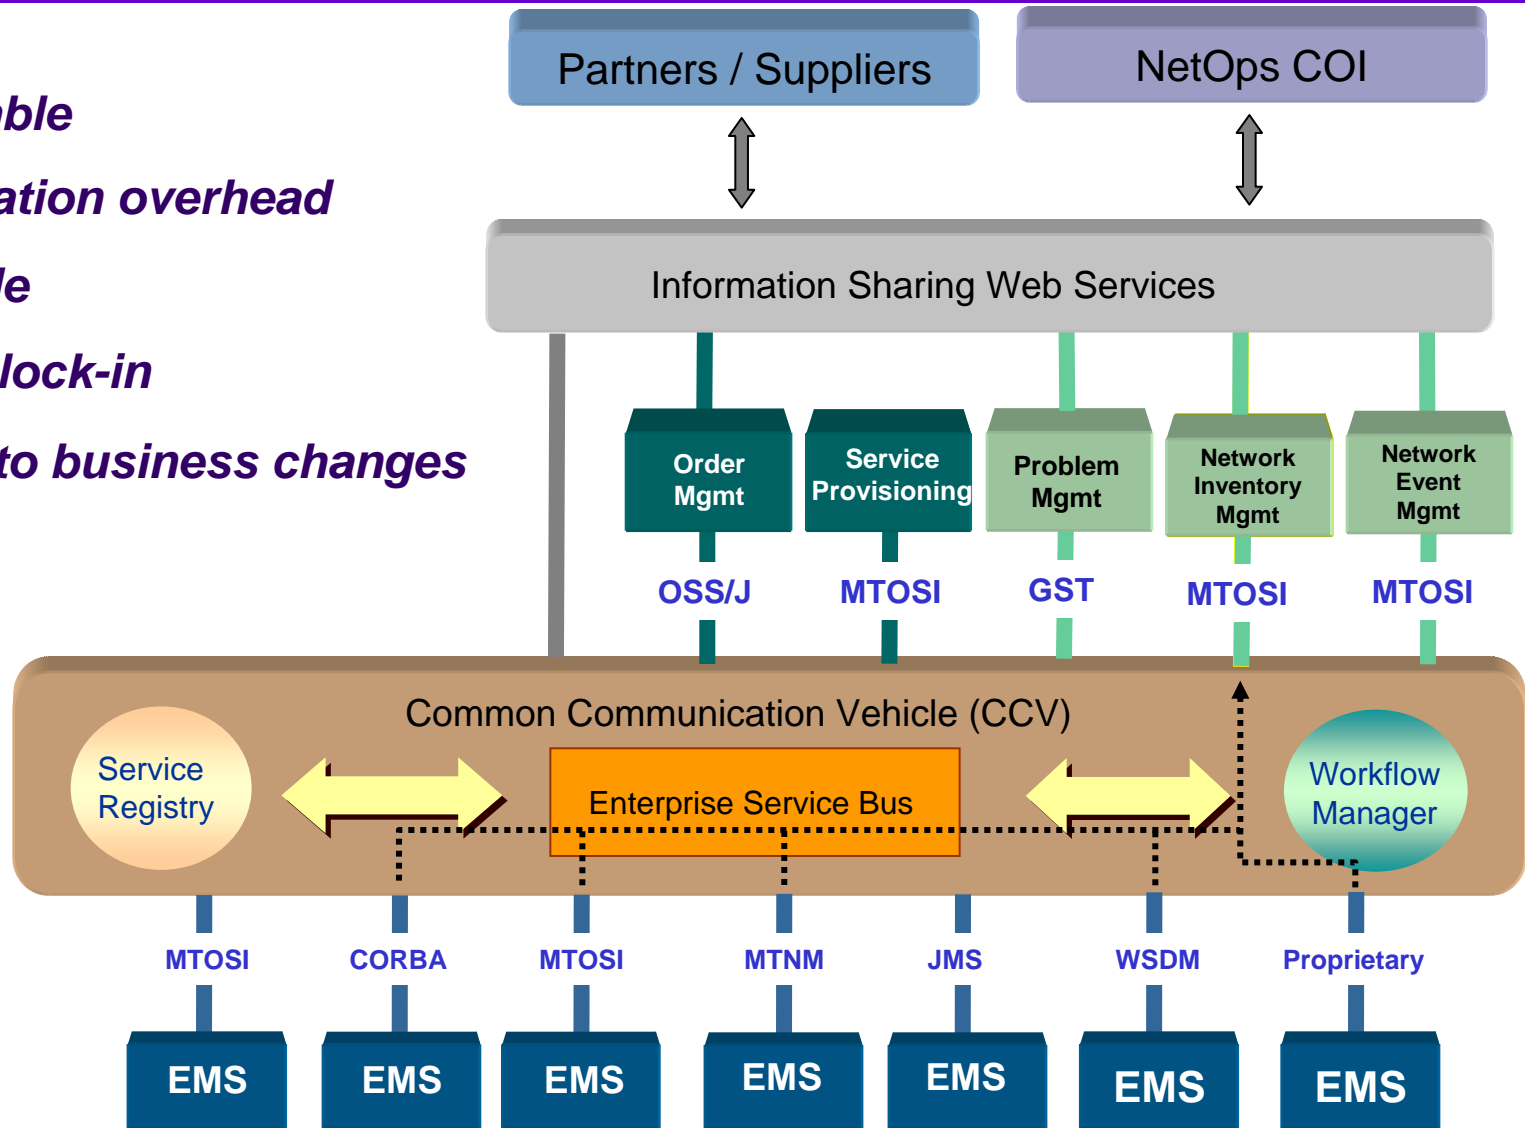 Partners / Suppliers
NetOps COI
able
ation overhead
le
lock-in
to business changes
Information Sharing Web Services
Order
Mgmt
Service
Provisioning
Problem
Mgmt
Network
Inventory
Mgmt
Network
Event
Mgmt
OSS/J
MTOSI
GST
MTOSI
MTOSI
Common Communication Vehicle (CCV)
Service
Registry
Enterprise Service Bus
Workflow
Manager
MTOSI
CORBA
MTOSI
MTNM
JMS
WSDM
Proprietary
EMS
EMS
EMS
EMS
EMS
EMS
EMS